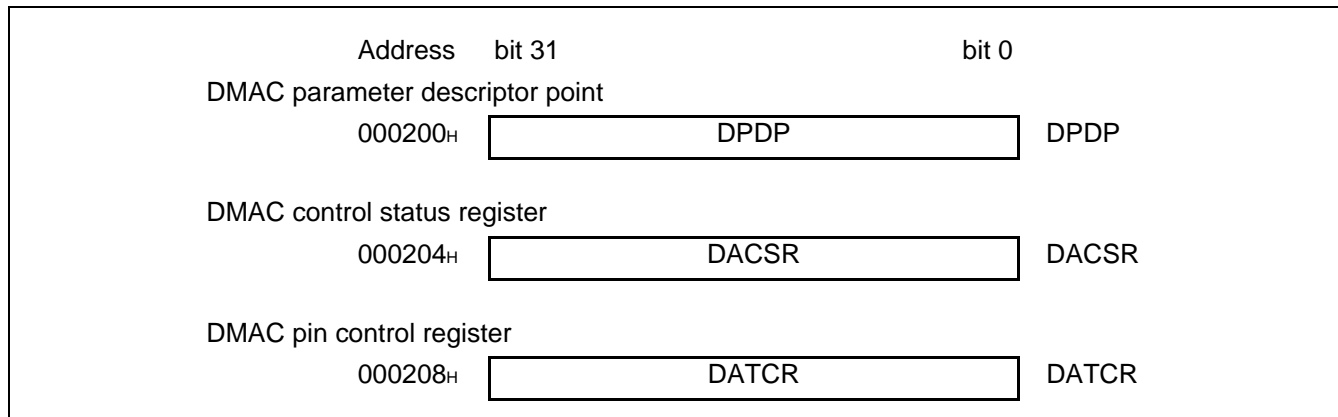 Address bit 31 bit 0
DMAC parameter descriptor point
000200H DPDP DPDP
DMAC control status register
000204H DACSR DACSR
DMAC pin control register
000208H DATCR DATCR